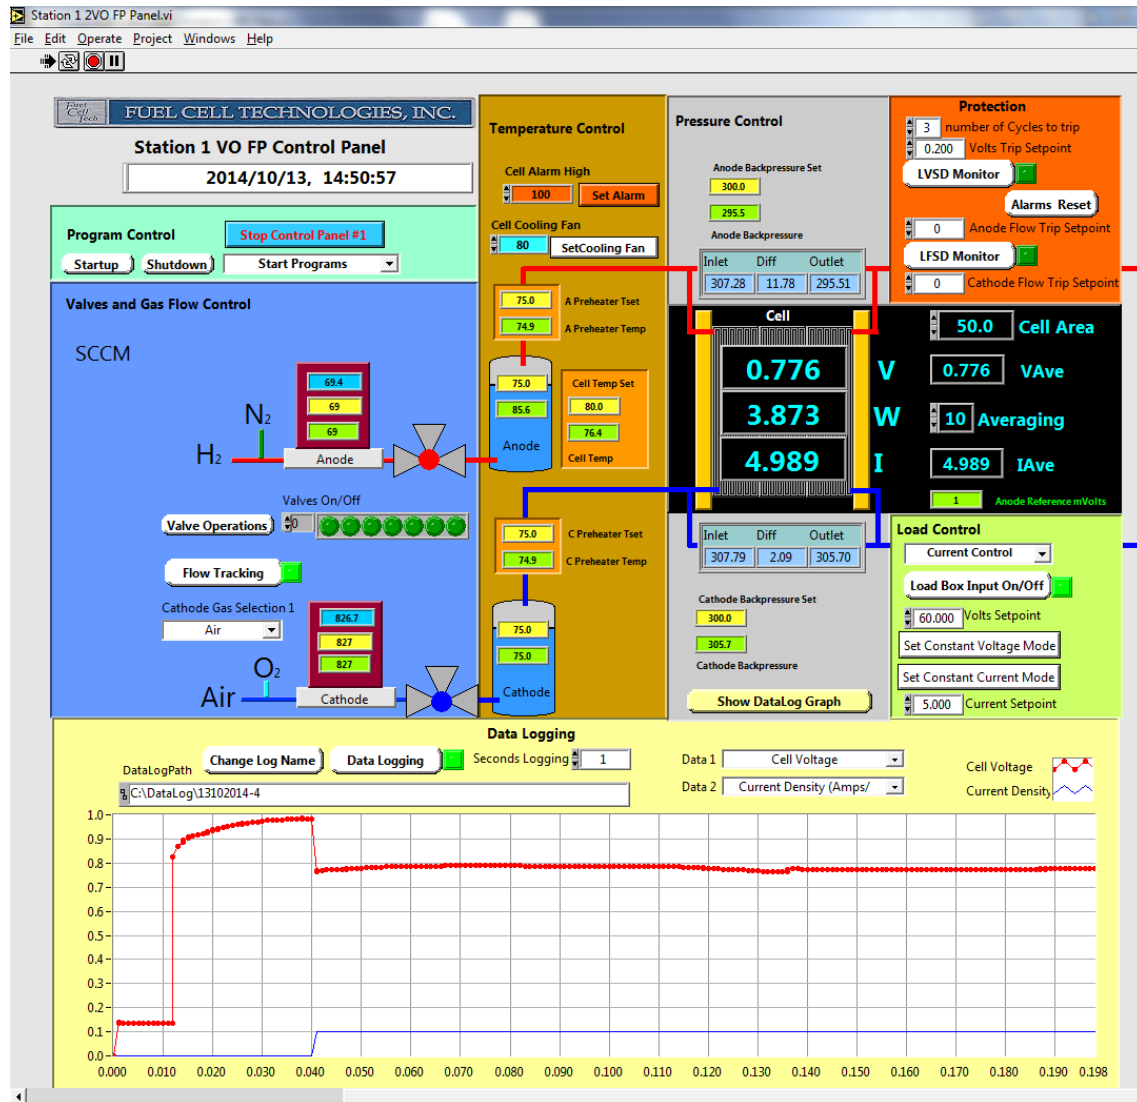 Station 1 2VO FP Panel.vi
File Edit Operate Project Windows Help
Fuel Cell Tech
FUEL CELL TECHNOLOGIES, INC.
Station 1 VO FP Control Panel
2014/10/13, 14:50:57
Program Control
Stop Control Panel #1
Startup
Shutdown
Start Programs
Valves and Gas Flow Control
SCCM
69.4
69
69
N2
H2
Anode
Valves On/Off
Valve Operations
0
Flow Tracking
Cathode Gas Selection 1
Air
826.7
827
827
O2
Air
Cathode
Temperature Control
Cell Alarm High
100
Set Alarm
Cell Cooling Fan
80
SetCooling Fan
75.0 A Preheater Tset
74.9 A Preheater Temp
75.0
85.6
Anode
Cell Temp Set
80.0
76.4
Cell Temp
75.0 C Preheater Tset
74.9 C Preheater Temp
75.0
75.0
Cathode
Pressure Control
Anode Backpressure Set
300.0
295.5
Anode Backpressure
Inlet Diff Outlet
307.28 11.78 295.51
Cell
0.776 V
3.873 W
4.989 I
Inlet Diff Outlet
307.79 2.09 305.70
Cathode Backpressure Set
300.0
305.7
Cathode Backpressure
Show DataLog Graph
Protection
3 number of Cycles to trip
0.200 Volts Trip Setpoint
LVSD Monitor
Alarms Reset
0 Anode Flow Trip Setpoint
LFSD Monitor
0 Cathode Flow Trip Setpoint
50.0 Cell Area
0.776 VAve
10 Averaging
4.989 IAve
1 Anode Reference mVolts
Load Control
Current Control
Load Box Input On/Off
60.000 Volts Setpoint
Set Constant Voltage Mode
Set Constant Current Mode
5.000 Current Setpoint
Data Logging
DataLogPath
Change Log Name
Data Logging
Seconds Logging 1
C:\DataLog\13102014-4
Data 1 Cell Voltage
Data 2 Current Density (Amps/
Cell Voltage
Current Density
1.0
0.9
0.8
0.7
0.6
0.5
0.4
0.3
0.2
0.1
0.0
0.000 0.010 0.020 0.030 0.040 0.050 0.060 0.070 0.080 0.090 0.100 0.110 0.120 0.130 0.140 0.150 0.160 0.170 0.180 0.190 0.198